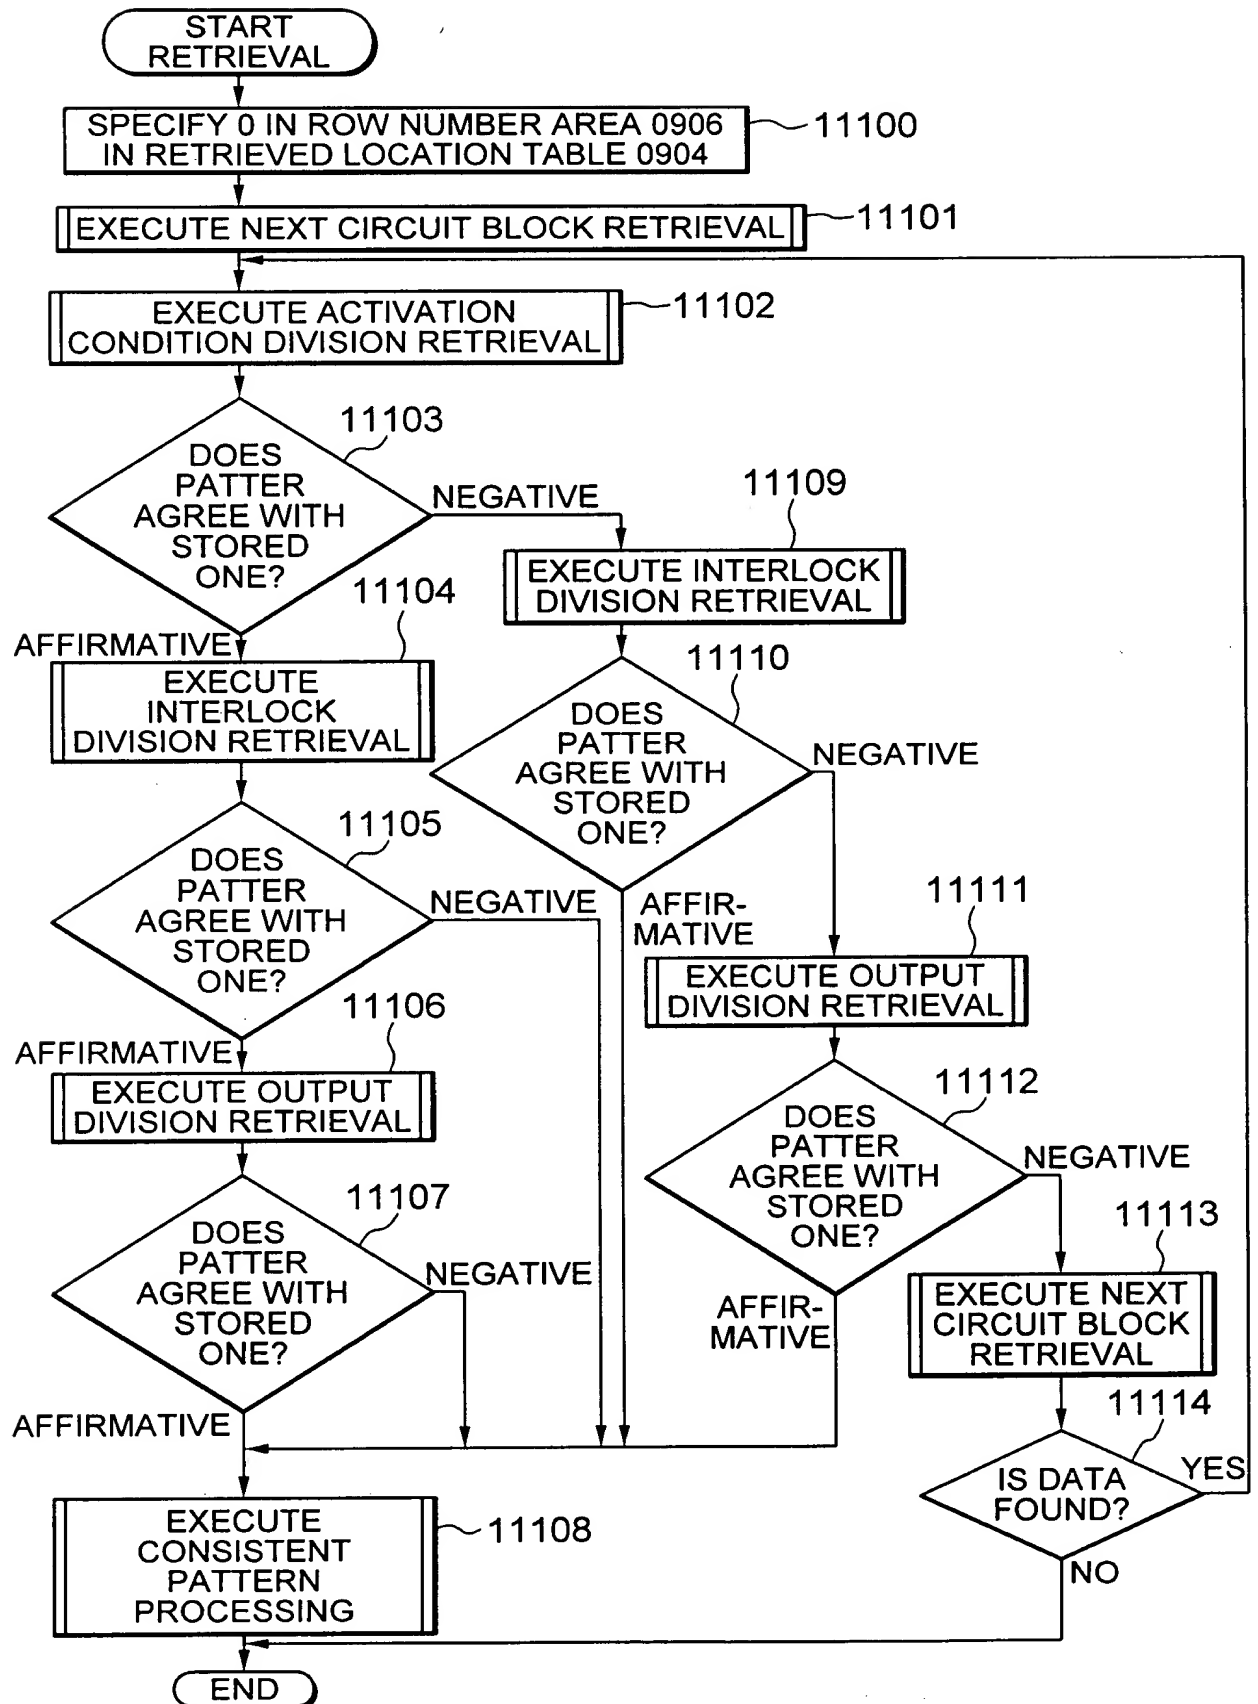 START
RETRIEVAL
SPECIFY 0 IN ROW NUMBER AREA 0906
IN RETRIEVED LOCATION TABLE 0904
11100
EXECUTE NEXT CIRCUIT BLOCK RETRIEVAL
11101
EXECUTE ACTIVATION
CONDITION DIVISION RETRIEVAL
11102
11103
DOES
PATTER
AGREE WITH
STORED
ONE?
NEGATIVE
AFFIRMATIVE
11104
EXECUTE
INTERLOCK
DIVISION RETRIEVAL
11105
DOES
PATTER
AGREE WITH
STORED
ONE?
NEGATIVE
AFFIRMATIVE
11106
EXECUTE OUTPUT
DIVISION RETRIEVAL
11107
DOES
PATTER
AGREE WITH
STORED
ONE?
NEGATIVE
AFFIRMATIVE
EXECUTE
CONSISTENT
PATTERN
PROCESSING
11108
END
11109
EXECUTE INTERLOCK
DIVISION RETRIEVAL
11110
DOES
PATTER
AGREE WITH
STORED
ONE?
NEGATIVE
AFFIR-
MATIVE
11111
EXECUTE OUTPUT
DIVISION RETRIEVAL
11112
DOES
PATTER
AGREE WITH
STORED
ONE?
NEGATIVE
AFFIR-
MATIVE
11113
EXECUTE NEXT
CIRCUIT BLOCK
RETRIEVAL
11114
IS DATA
FOUND?
YES
NO